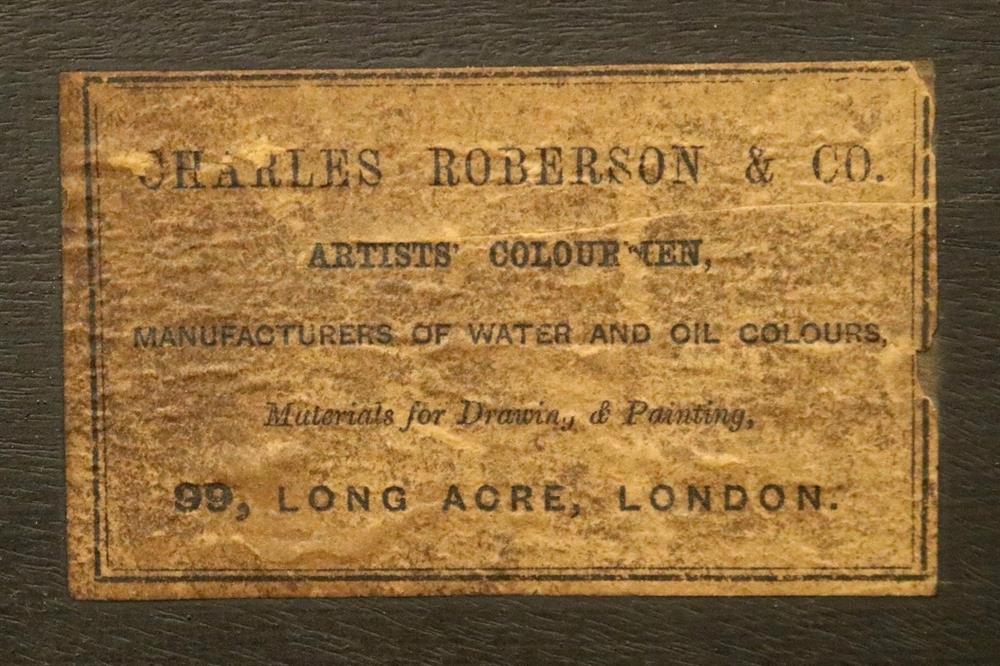 CHARLES ROBERSON & CO.
ARTISTS' COLOURMEN,
MANUFACTURERS OF WATER AND OIL COLOURS,
Materials for Drawing & Painting,
99, LONG ACRE, LONDON.